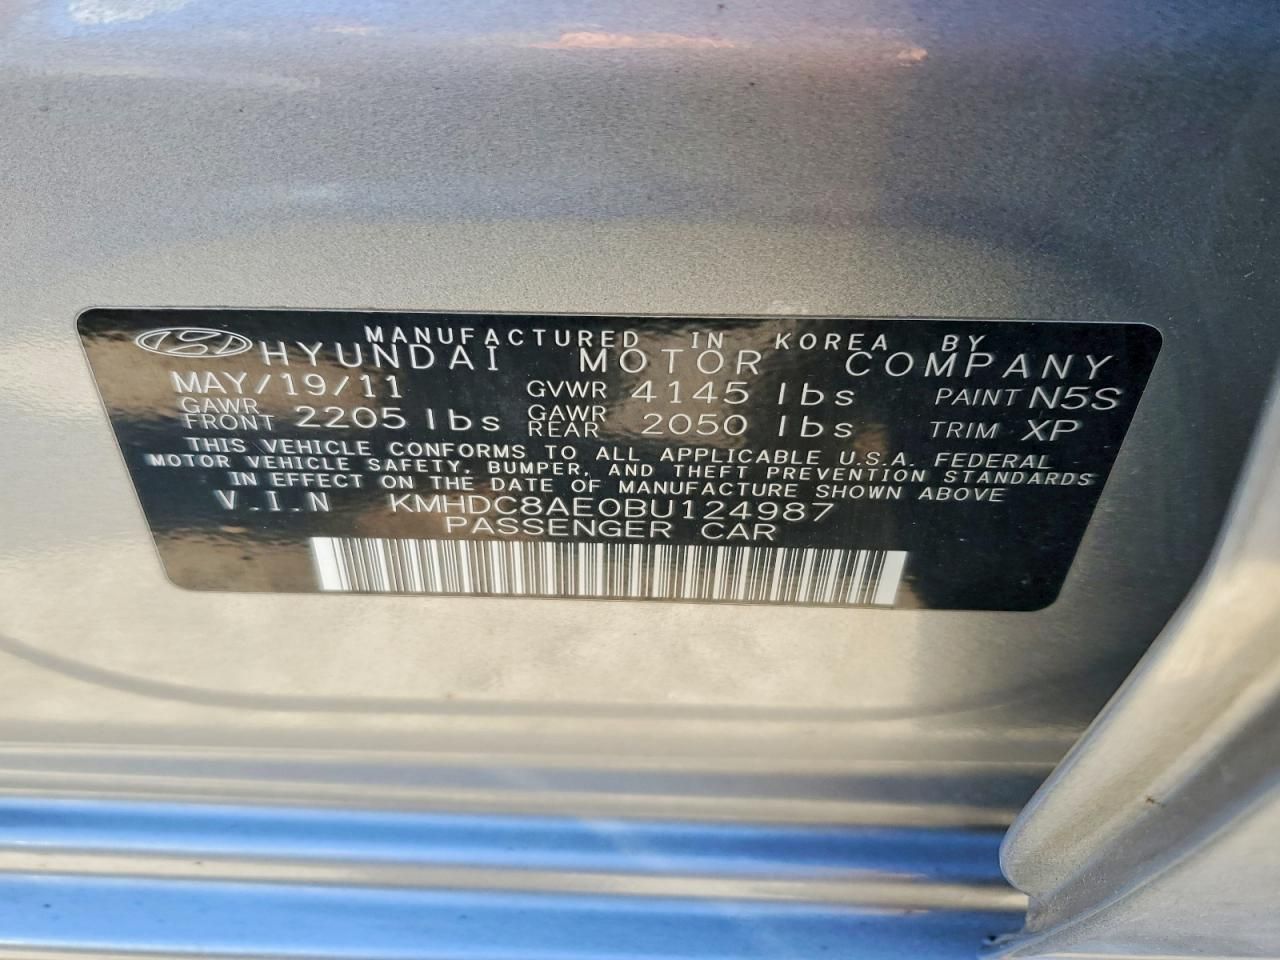 MANUFACTURED IN KOREA BY
HYUNDAI MOTOR COMPANY
MAY/19/11 GVWR 4145 lbs PAINT N5S
GAWR FRONT 2205 lbs GAWR REAR 2050 lbs TRIM XP
THIS VEHICLE CONFORMS TO ALL APPLICABLE U.S.A. FEDERAL
MOTOR VEHICLE SAFETY, BUMPER, AND THEFT PREVENTION STANDARDS
IN EFFECT ON THE DATE OF MANUFACTURE SHOWN ABOVE
V.I.N KMHDC8AE0BU124987
PASSENGER CAR